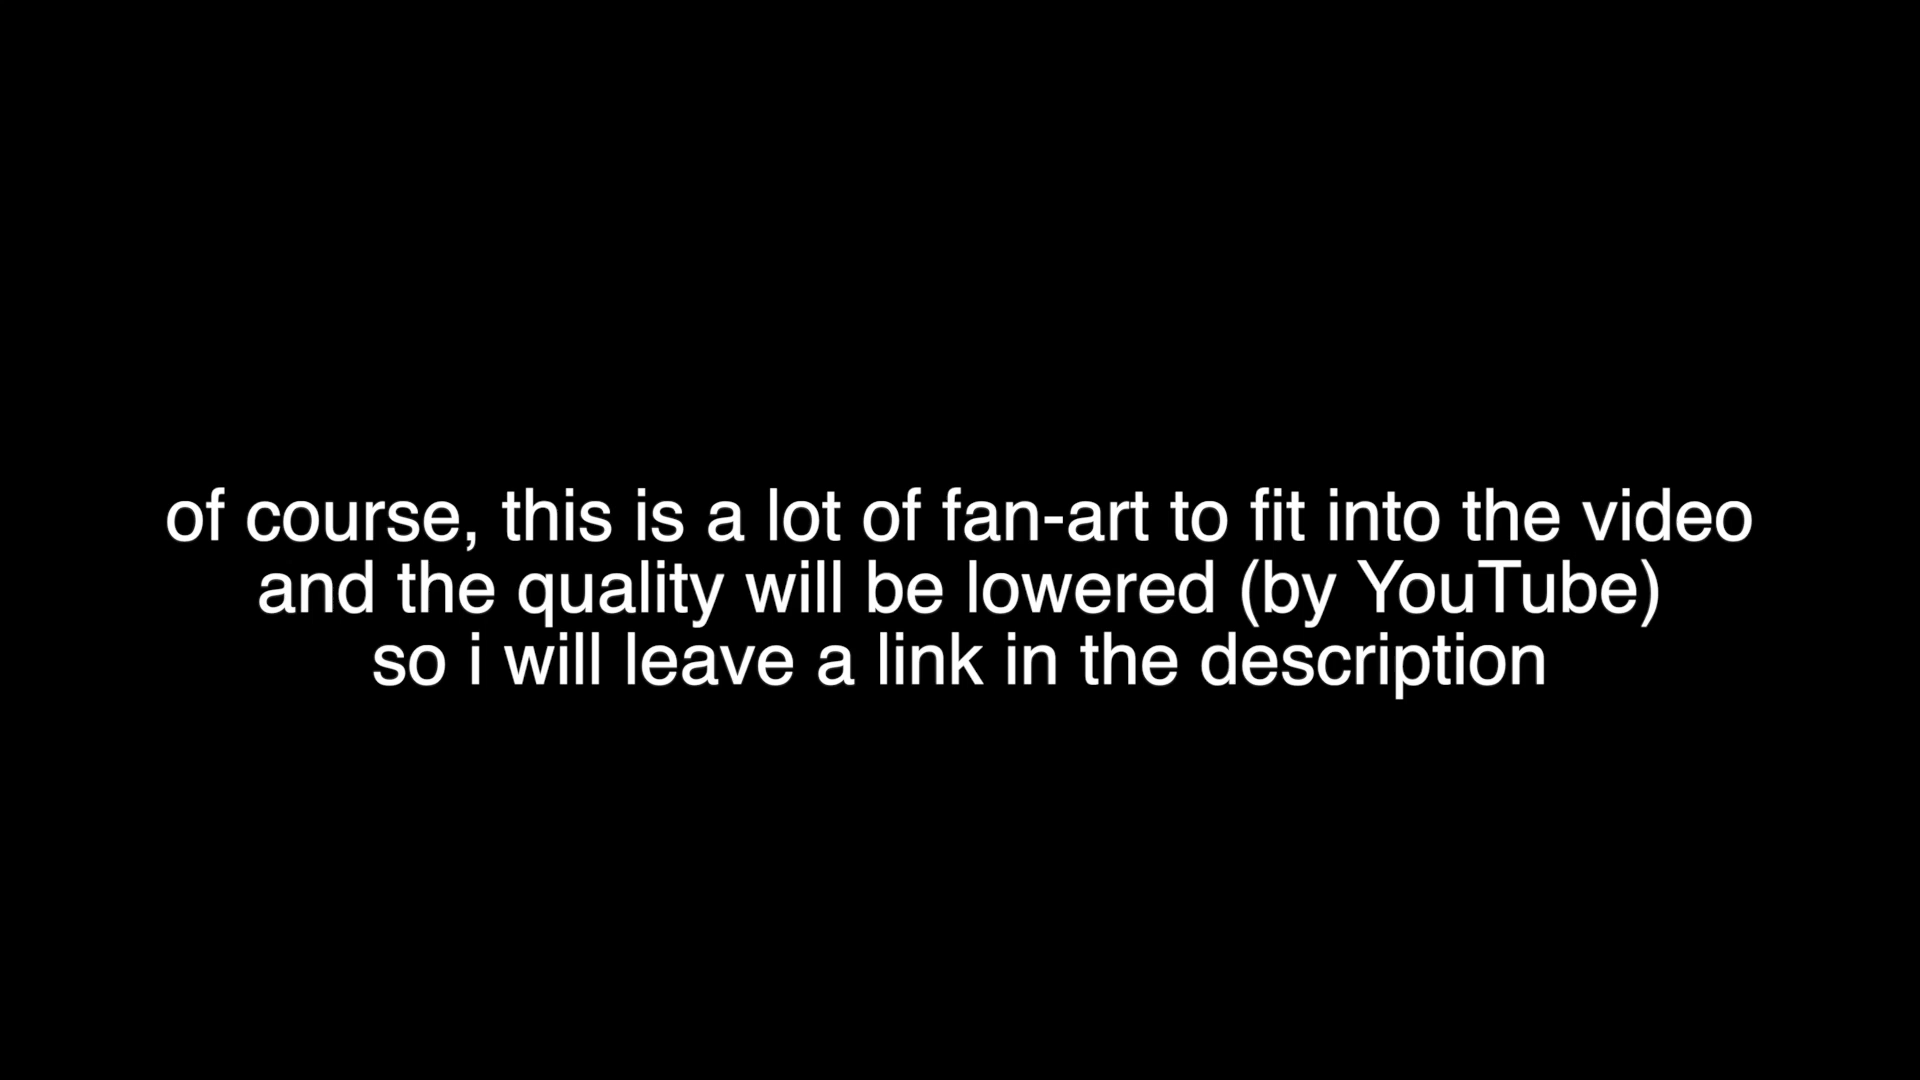 of course, this is a lot of fan-art to fit into the video
and the quality will be lowered (by YouTube)
so i will leave a link in the description